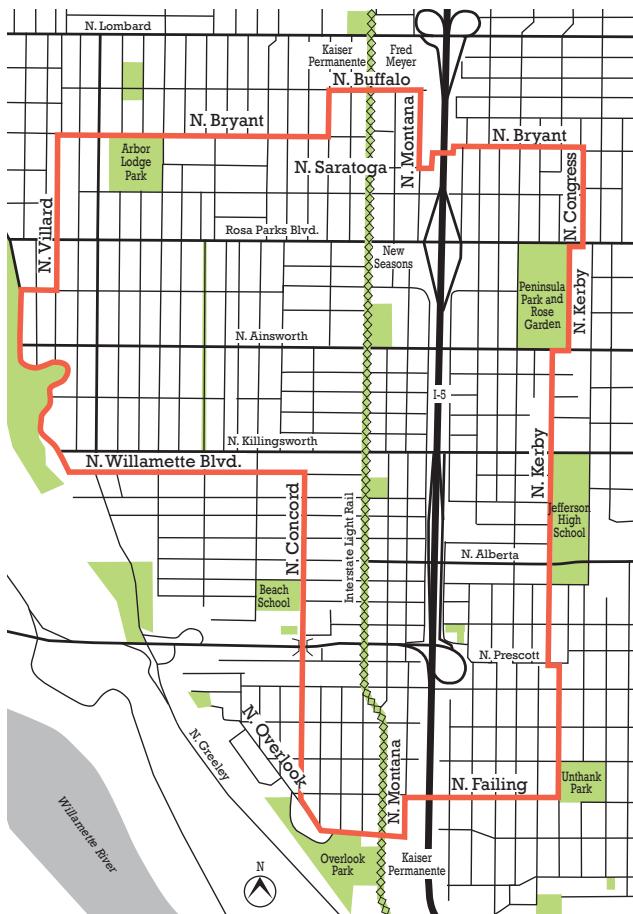 N. Lombard
Kaiser
Permanente
Fred
Meyer
N. Buffalo
N. Bryant
N. Montana
N. Bryant
Arbor
Lodge
Park
N. Saratoga
N. Congress
N. Villard
Rosa Parks Blvd.
New
Seasons
Peninsula
Park and
Rose
Garden
N. Kerby
N. Ainsworth
I-5
N. Killingsworth
N. Willamette Blvd.
N. Kerby
N. Concord
Interstate Light Rail
Jefferson
High
School
N. Alberta
Beach
School
N. Prescott
N. Overlook
N. Greeley
N. Montana
N. Failing
Unthank
Park
Willamette River
Overlook
Park
Kaiser
Permanente
N